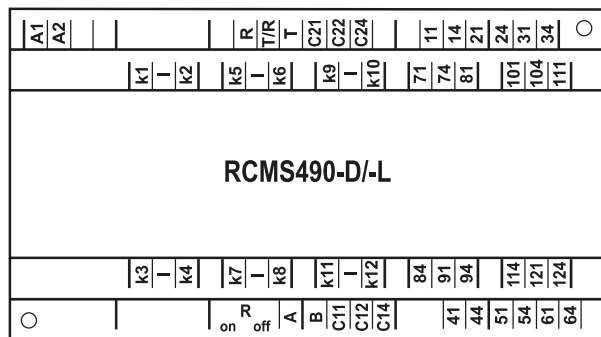 A1 A2 R T/R T C21 C22 C24 11 14 21 24 31 34
k1 I k2 k5 I k6 k9 I k10 71 74 81 101 104 111
RCMS490-D/-L
k3 I k4 k7 I k8 k11 I k12 84 91 94 114 121 124
on R off A B C11 C12 C14 41 44 51 54 61 64